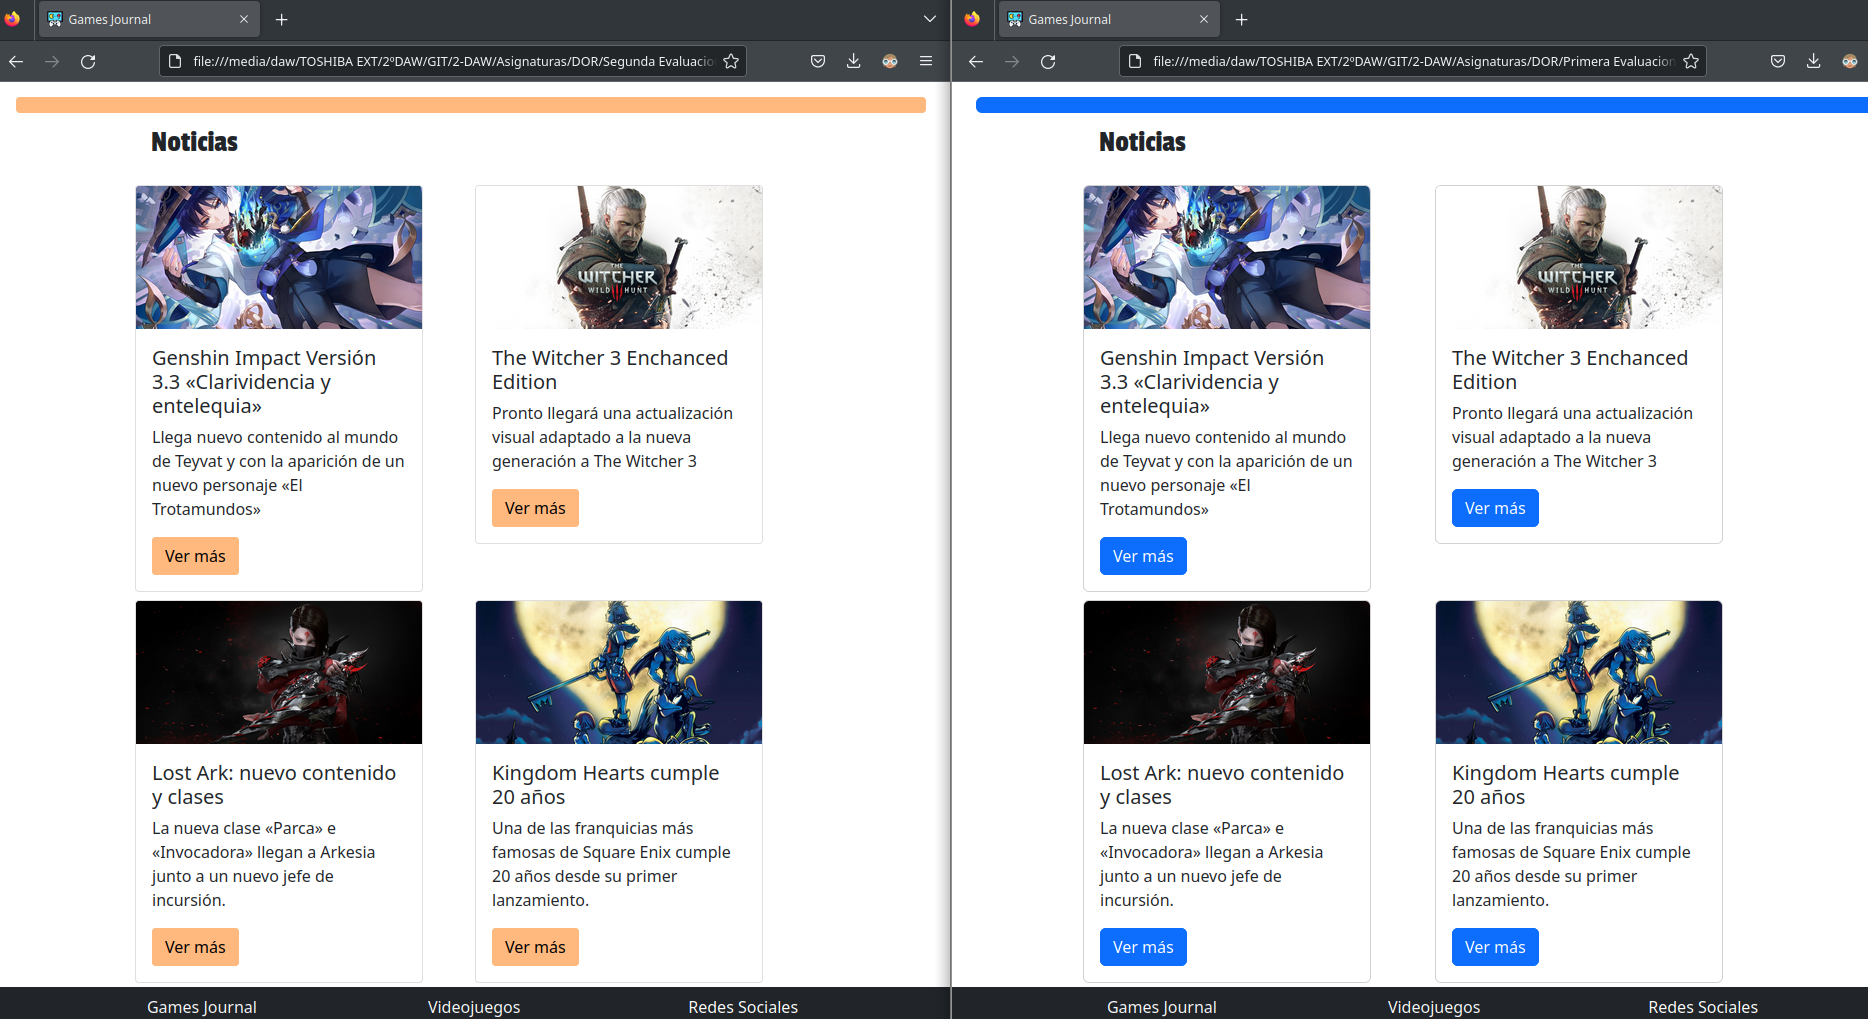 Games Journal
file:///media/daw/TOSHIBA EXT/2ºDAW/GIT/2-DAW/Asignaturas/DOR/Segunda Evaluacio
Noticias
THE
WITCHER
WILD HUNT
Genshin Impact Versión
3.3 «Clarividencia y
entelequia»
Llega nuevo contenido al mundo
de Teyvat y con la aparición de un
nuevo personaje «El
Trotamundos»
Ver más
The Witcher 3 Enchanced
Edition
Pronto llegará una actualización
visual adaptado a la nueva
generación a The Witcher 3
Ver más
Lost Ark: nuevo contenido
y clases
La nueva clase «Parca» e
«Invocadora» llegan a Arkesia
junto a un nuevo jefe de
incursión.
Ver más
Kingdom Hearts cumple
20 años
Una de las franquicias más
famosas de Square Enix cumple
20 años desde su primer
lanzamiento.
Ver más
Games Journal
Videojuegos
Redes Sociales
Games Journal
file:///media/daw/TOSHIBA EXT/2ºDAW/GIT/2-DAW/Asignaturas/DOR/Primera Evaluacion
Noticias
THE
WITCHER
WILD HUNT
Genshin Impact Versión
3.3 «Clarividencia y
entelequia»
Llega nuevo contenido al mundo
de Teyvat y con la aparición de un
nuevo personaje «El
Trotamundos»
Ver más
The Witcher 3 Enchanced
Edition
Pronto llegará una actualización
visual adaptado a la nueva
generación a The Witcher 3
Ver más
Lost Ark: nuevo contenido
y clases
La nueva clase «Parca» e
«Invocadora» llegan a Arkesia
junto a un nuevo jefe de
incursión.
Ver más
Kingdom Hearts cumple
20 años
Una de las franquicias más
famosas de Square Enix cumple
20 años desde su primer
lanzamiento.
Ver más
Games Journal
Videojuegos
Redes Sociales